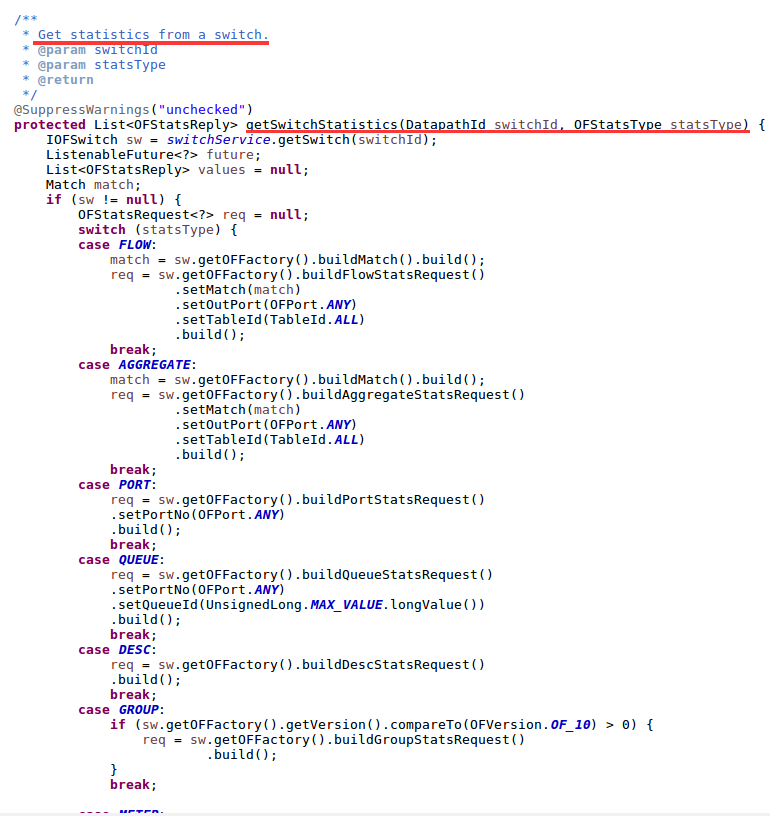 /**
 * Get statistics from a switch.
 * @param switchId
 * @param statsType
 * @return
 */
@SuppressWarnings("unchecked")
protected List<OFStatsReply> getSwitchStatistics(DatapathId switchId, OFStatsType statsType) {
    IOFSwitch sw = switchService.getSwitch(switchId);
    ListenableFuture<?> future;
    List<OFStatsReply> values = null;
    Match match;
    if (sw != null) {
        OFStatsRequest<?> req = null;
        switch (statsType) {
        case FLOW:
            match = sw.getOFFactory().buildMatch().build();
            req = sw.getOFFactory().buildFlowStatsRequest()
                    .setMatch(match)
                    .setOutPort(OFPort.ANY)
                    .setTableId(TableId.ALL)
                    .build();
            break;
        case AGGREGATE:
            match = sw.getOFFactory().buildMatch().build();
            req = sw.getOFFactory().buildAggregateStatsRequest()
                    .setMatch(match)
                    .setOutPort(OFPort.ANY)
                    .setTableId(TableId.ALL)
                    .build();
            break;
        case PORT:
            req = sw.getOFFactory().buildPortStatsRequest()
            .setPortNo(OFPort.ANY)
            .build();
            break;
        case QUEUE:
            req = sw.getOFFactory().buildQueueStatsRequest()
            .setPortNo(OFPort.ANY)
            .setQueueId(UnsignedLong.MAX_VALUE.longValue())
            .build();
            break;
        case DESC:
            req = sw.getOFFactory().buildDescStatsRequest()
            .build();
            break;
        case GROUP:
            if (sw.getOFFactory().getVersion().compareTo(OFVersion.OF_10) > 0) {
                req = sw.getOFFactory().buildGroupStatsRequest()
                        .build();
            }
            break;